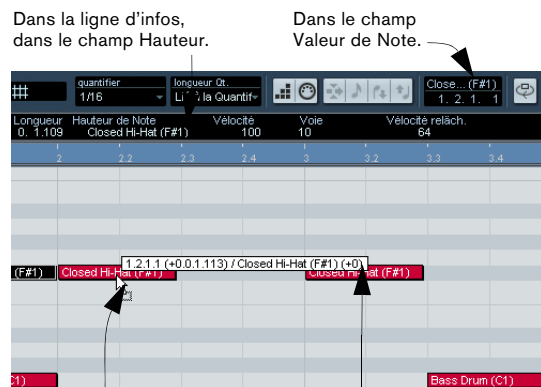 Dans la ligne d'infos,
dans le champ Hauteur.
Dans le champ
Valeur de Note.
quantifier
1/16
longueur Qt.
la Quantif
Close... (F#1)
1. 2. 1. 1
Longueur Hauteur de Note Vélocité Voie Vélocité relâch.
0. 1.109 Closed Hi-Hat (F#1) 100 10 64
2 2.2 2.3 2.4 3 3.2 3.3 3.4
1.2.1.1 (+0.0.1.113) / Closed Hi-Hat (F#1) (+0)
(F#1) Closed Hi-Hat (F#1) Closed Hi-Hat (F#1)
C1) Bass Drum (C1)